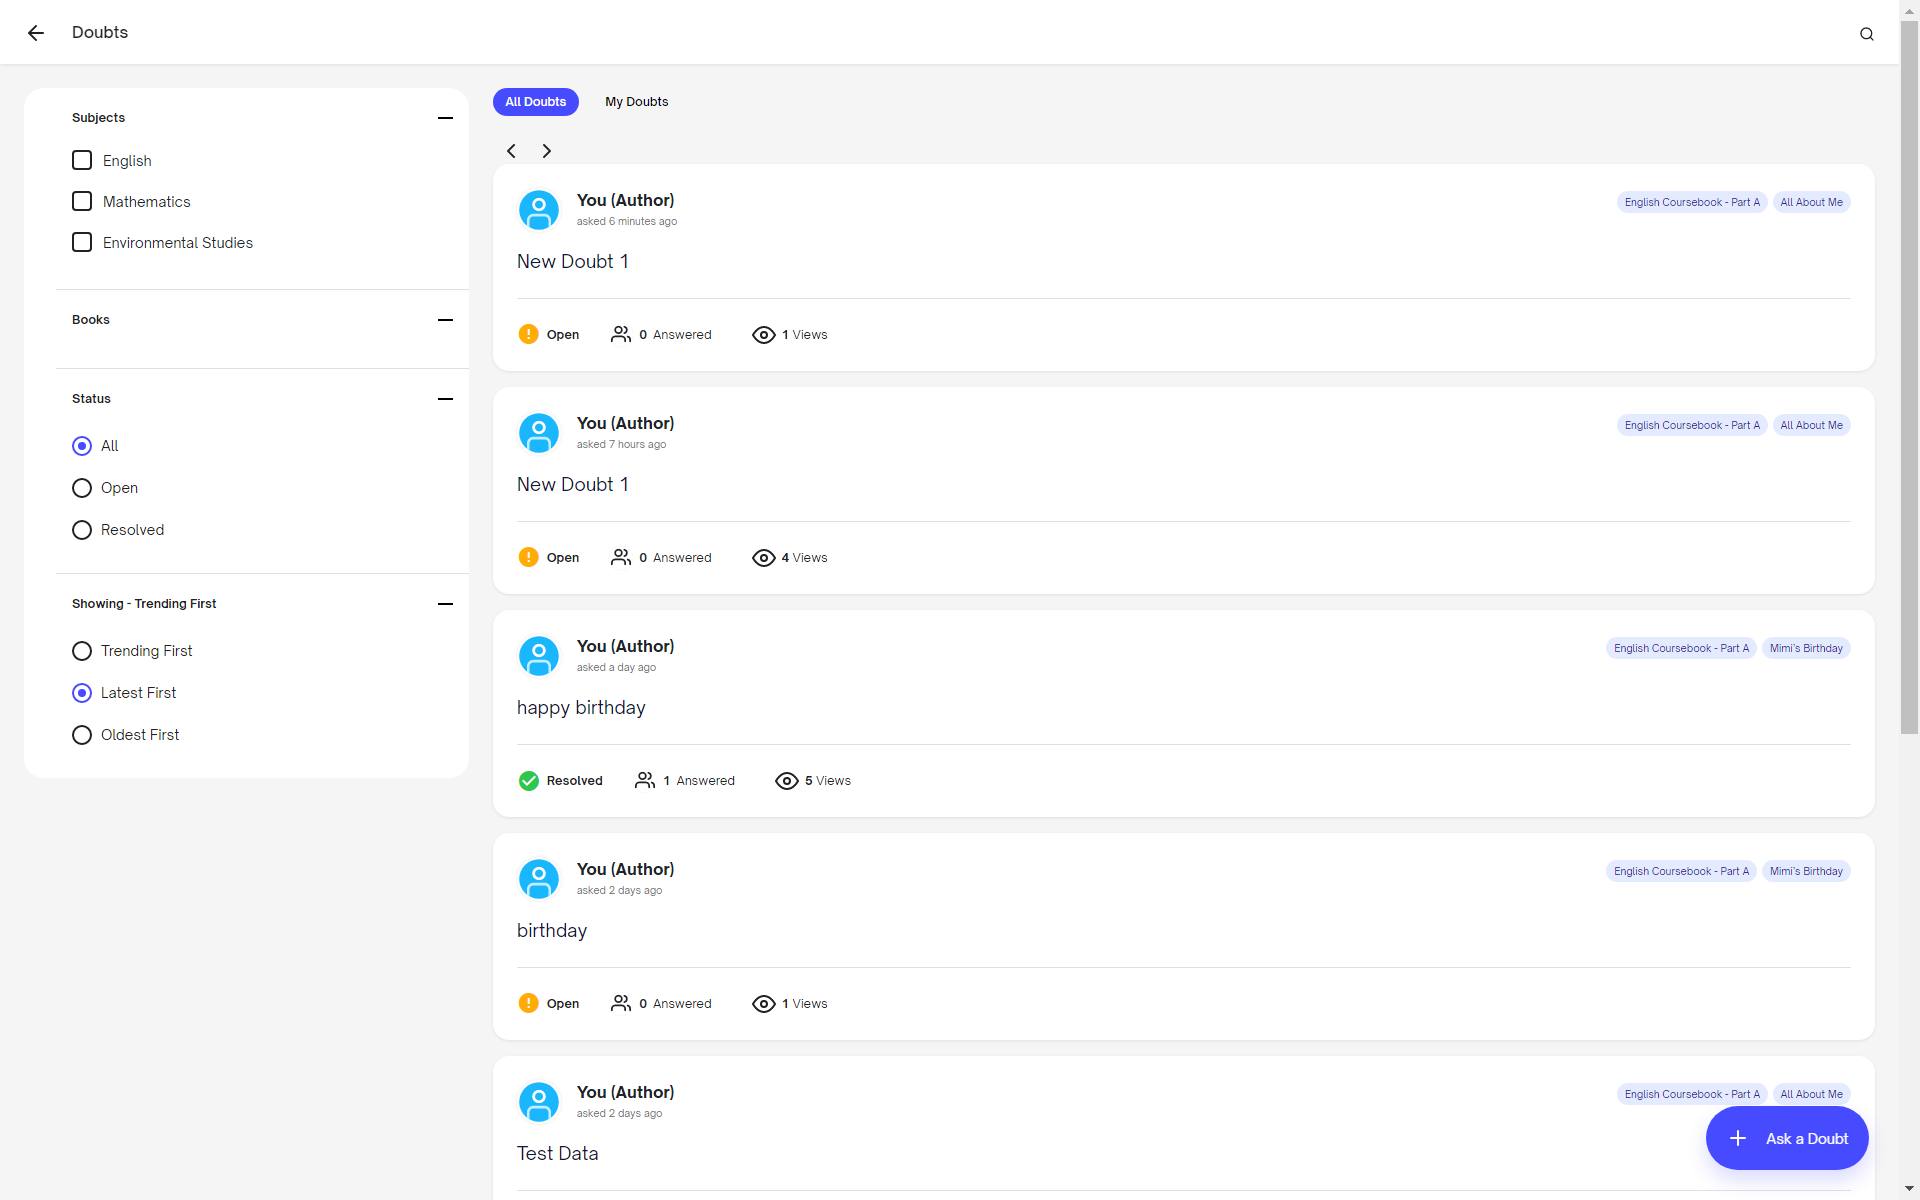 Doubts
Subjects
English
Mathematics
Environmental Studies
Books
Status
All
Open
Resolved
Showing - Trending First
Trending First
Latest First
Oldest First
All Doubts My Doubts
You (Author)
asked 6 minutes ago
English Coursebook - Part A All About Me
New Doubt 1
Open 0 Answered 1 Views
You (Author)
asked 7 hours ago
English Coursebook - Part A All About Me
New Doubt 1
Open 0 Answered 4 Views
You (Author)
asked a day ago
English Coursebook - Part A Mimi's Birthday
happy birthday
Resolved 1 Answered 5 Views
You (Author)
asked 2 days ago
English Coursebook - Part A Mimi's Birthday
birthday
Open 0 Answered 1 Views
You (Author)
asked 2 days ago
English Coursebook - Part A All About Me
Test Data
Ask a Doubt